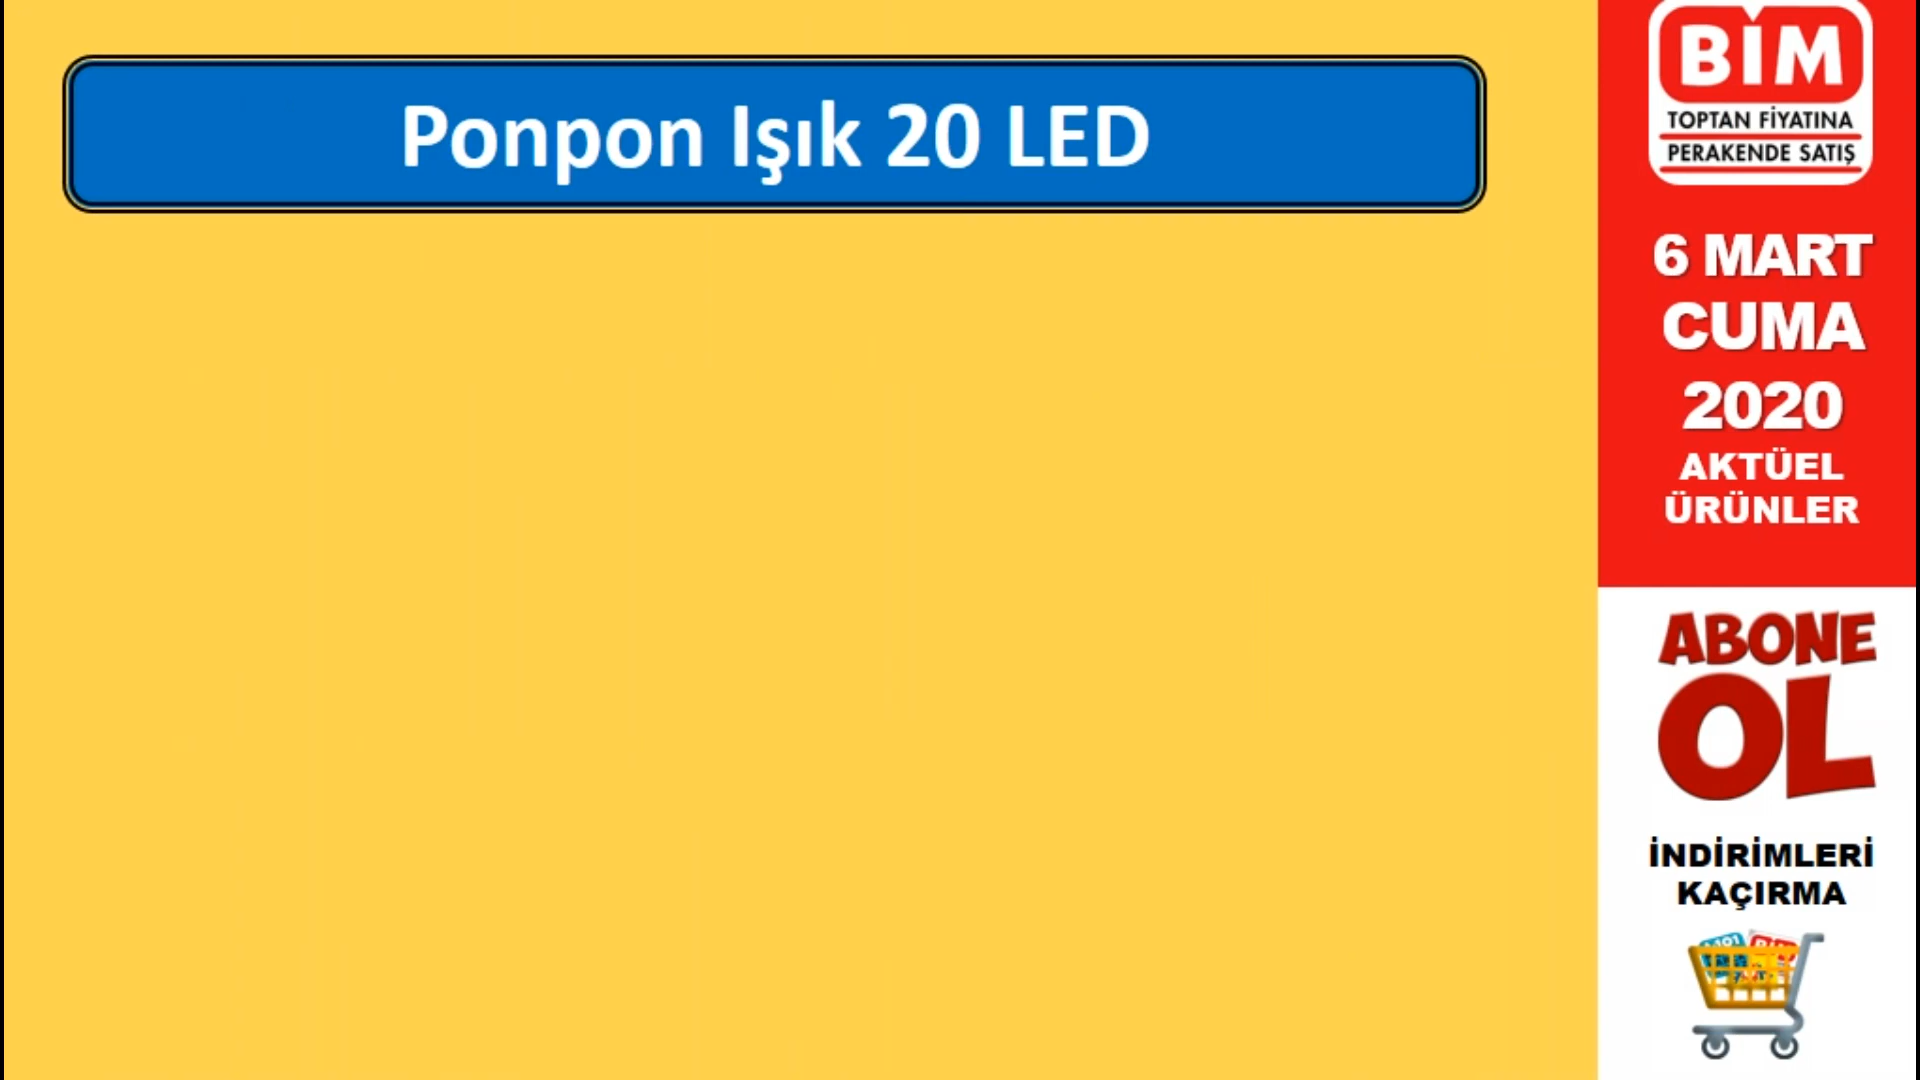 Ponpon Işık 20 LED
BİM
TOPTAN FİYATINA
PERAKENDE SATIŞ
6 MART
CUMA
2020
AKTÜEL
ÜRÜNLER
ABONE
OL
İNDİRİMLERİ
KAÇIRMA